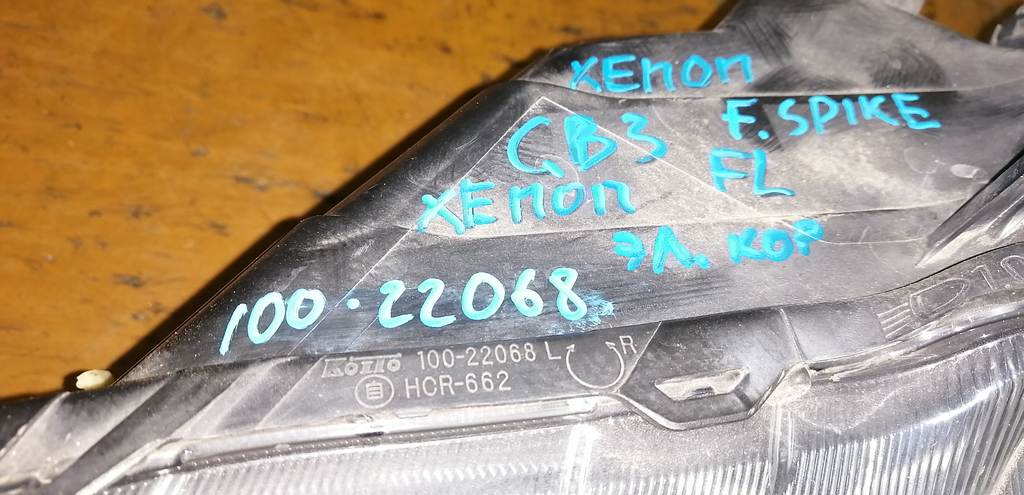 XENON
GB3 F.SPIKE
XENON FL
ЭЛ. КОР
100-22068
KOITO 100-22068 L R
HCR-662